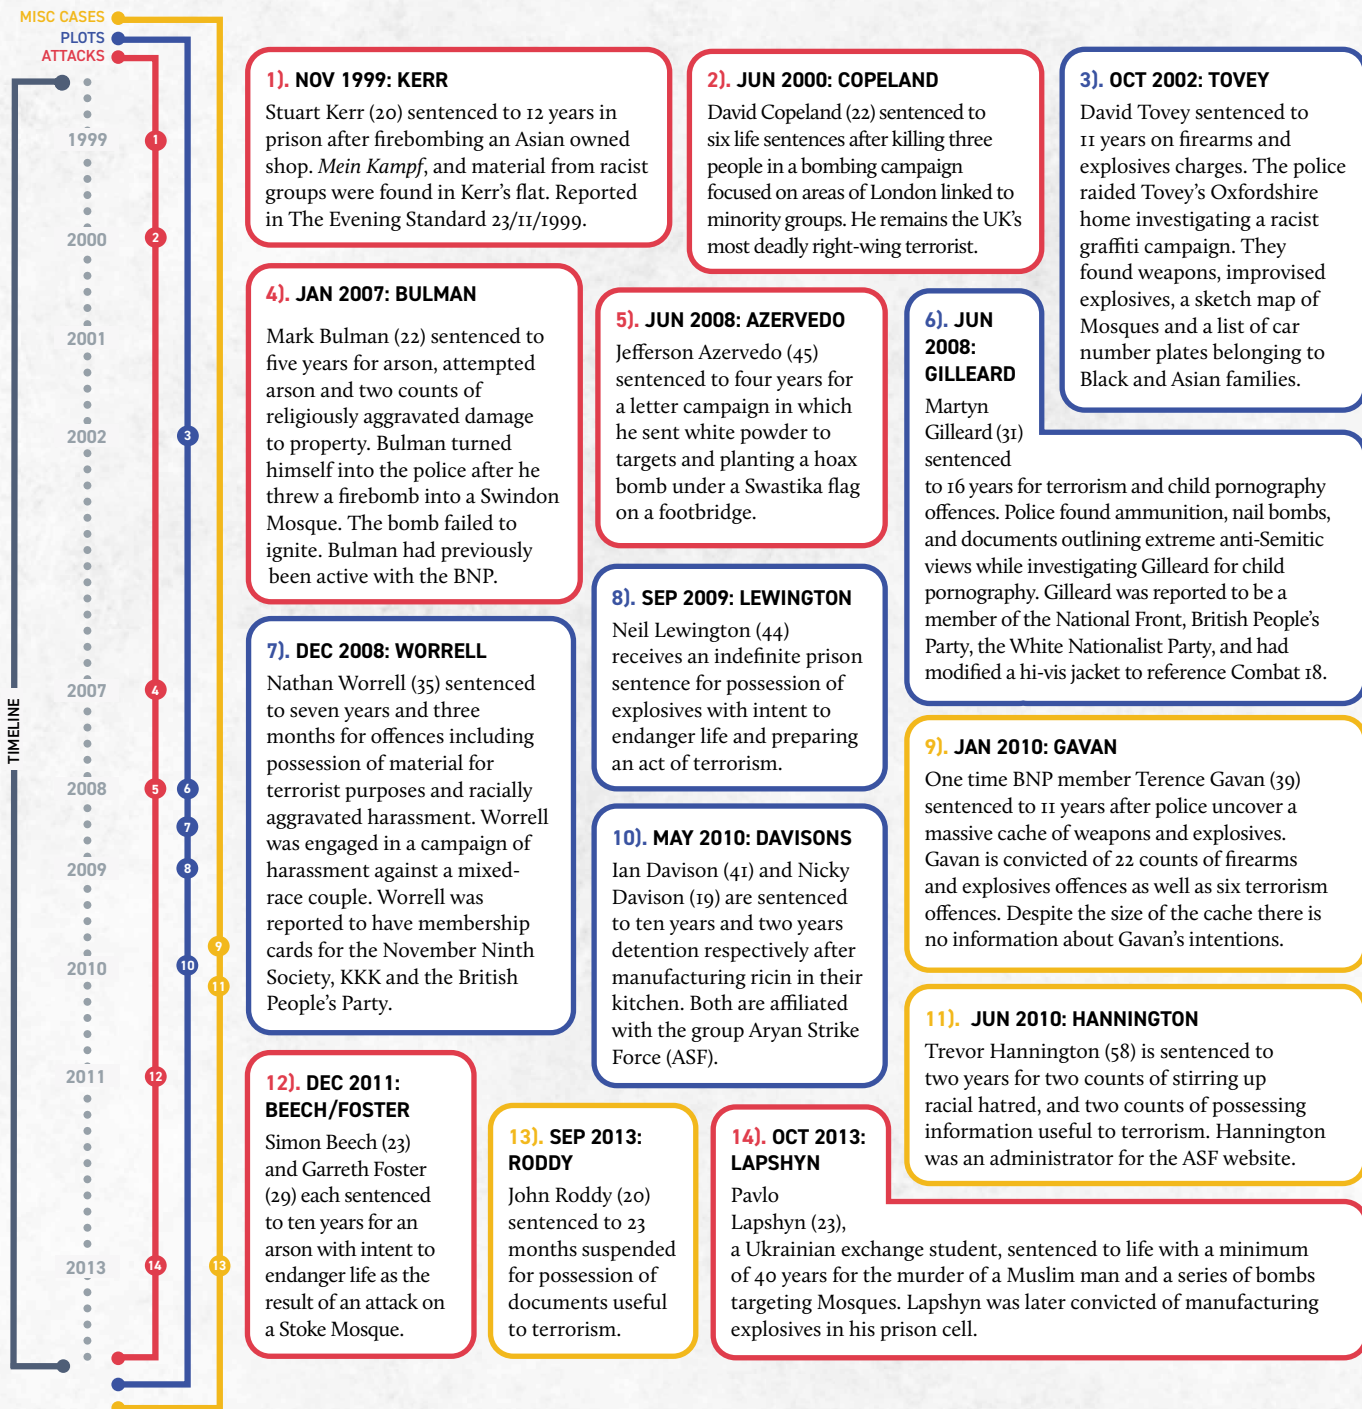 MISC CASES
PLOTS
ATTACKS
TIMELINE
1999
2000
2001
2002
2007
2008
2009
2010
2011
2013
1
2
3
4
5
6
7
8
9
10
11
12
14
13
1). NOV 1999: KERR
Stuart Kerr (20) sentenced to 12 years in
prison after firebombing an Asian owned
shop. Mein Kampf, and material from racist
groups were found in Kerr's flat. Reported
in The Evening Standard 23/11/1999.
2). JUN 2000: COPELAND
David Copeland (22) sentenced to
six life sentences after killing three
people in a bombing campaign
focused on areas of London linked to
minority groups. He remains the UK's
most deadly right-wing terrorist.
3). OCT 2002: TOVEY
David Tovey sentenced to
11 years on firearms and
explosives charges. The police
raided Tovey's Oxfordshire
home investigating a racist
graffiti campaign. They
found weapons, improvised
explosives, a sketch map of
Mosques and a list of car
number plates belonging to
Black and Asian families.
4). JAN 2007: BULMAN
Mark Bulman (22) sentenced to
five years for arson, attempted
arson and two counts of
religiously aggravated damage
to property. Bulman turned
himself into the police after he
threw a firebomb into a Swindon
Mosque. The bomb failed to
ignite. Bulman had previously
been active with the BNP.
5). JUN 2008: AZERVEDO
Jefferson Azervedo (45)
sentenced to four years for
a letter campaign in which
he sent white powder to
targets and planting a hoax
bomb under a Swastika flag
on a footbridge.
6). JUN
2008:
GILLEARD
Martyn
Gilleard (31)
sentenced
to 16 years for terrorism and child pornography
offences. Police found ammunition, nail bombs,
and documents outlining extreme anti-Semitic
views while investigating Gilleard for child
pornography. Gilleard was reported to be a
member of the National Front, British People's
Party, the White Nationalist Party, and had
modified a hi-vis jacket to reference Combat 18.
7). DEC 2008: WORRELL
Nathan Worrell (35) sentenced
to seven years and three
months for offences including
possession of material for
terrorist purposes and racially
aggravated harassment. Worrell
was engaged in a campaign of
harassment against a mixed-
race couple. Worrell was
reported to have membership
cards for the November Ninth
Society, KKK and the British
People's Party.
8). SEP 2009: LEWINGTON
Neil Lewington (44)
receives an indefinite prison
sentence for possession of
explosives with intent to
endanger life and preparing
an act of terrorism.
9). JAN 2010: GAVAN
One time BNP member Terence Gavan (39)
sentenced to 11 years after police uncover a
massive cache of weapons and explosives.
Gavan is convicted of 22 counts of firearms
and explosives offences as well as six terrorism
offences. Despite the size of the cache there is
no information about Gavan's intentions.
10). MAY 2010: DAVISONS
Ian Davison (41) and Nicky
Davison (19) are sentenced
to ten years and two years
detention respectively after
manufacturing ricin in their
kitchen. Both are affiliated
with the group Aryan Strike
Force (ASF).
11). JUN 2010: HANNINGTON
Trevor Hannington (58) is sentenced to
two years for two counts of stirring up
racial hatred, and two counts of possessing
information useful to terrorism. Hannington
was an administrator for the ASF website.
12). DEC 2011:
BEECH/FOSTER
Simon Beech (23)
and Garreth Foster
(29) each sentenced
to ten years for an
arson with intent to
endanger life as the
result of an attack on
a Stoke Mosque.
13). SEP 2013:
RODDY
John Roddy (20)
sentenced to 23
months suspended
for possession of
documents useful
to terrorism.
14). OCT 2013:
LAPSHYN
Pavlo
Lapshyn (23),
a Ukrainian exchange student, sentenced to life with a minimum
of 40 years for the murder of a Muslim man and a series of bombs
targeting Mosques. Lapshyn was later convicted of manufacturing
explosives in his prison cell.